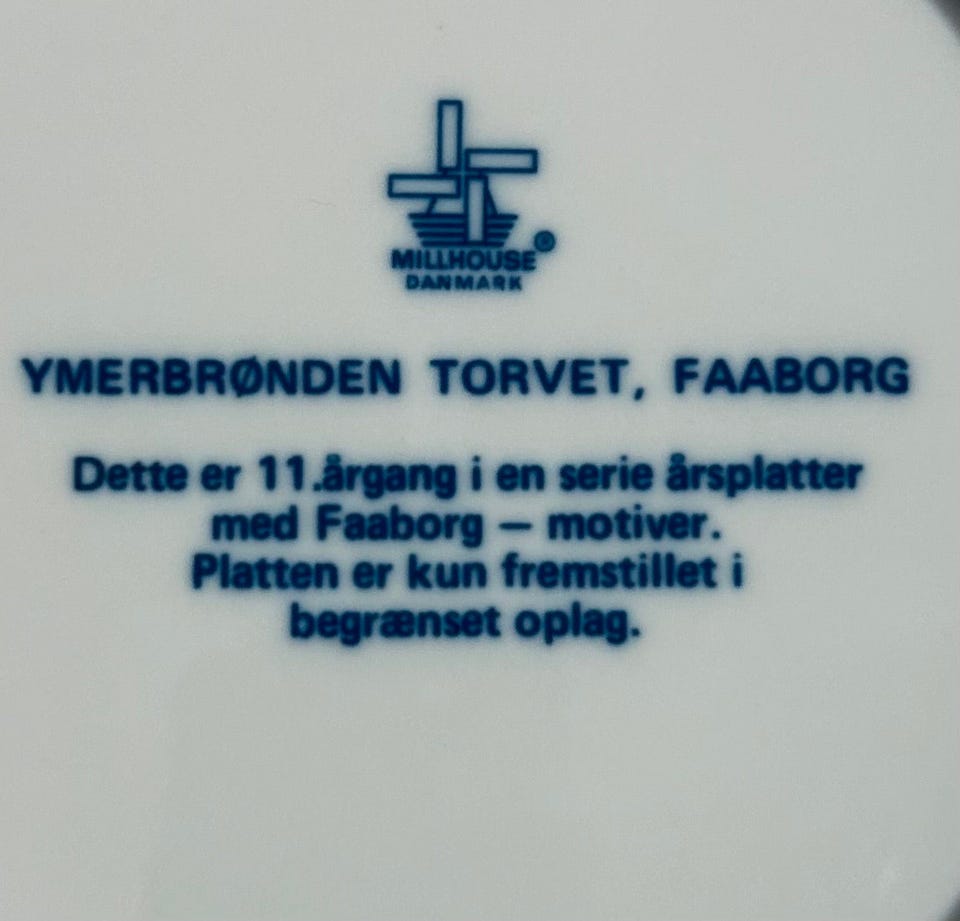 MILLHOUSE®
DANMARK
YMERBRØNDEN TORVET, FAABORG
Dette er 11.årgang i en serie årsplatter
med Faaborg – motiver.
Platten er kun fremstillet i
begrænset oplag.